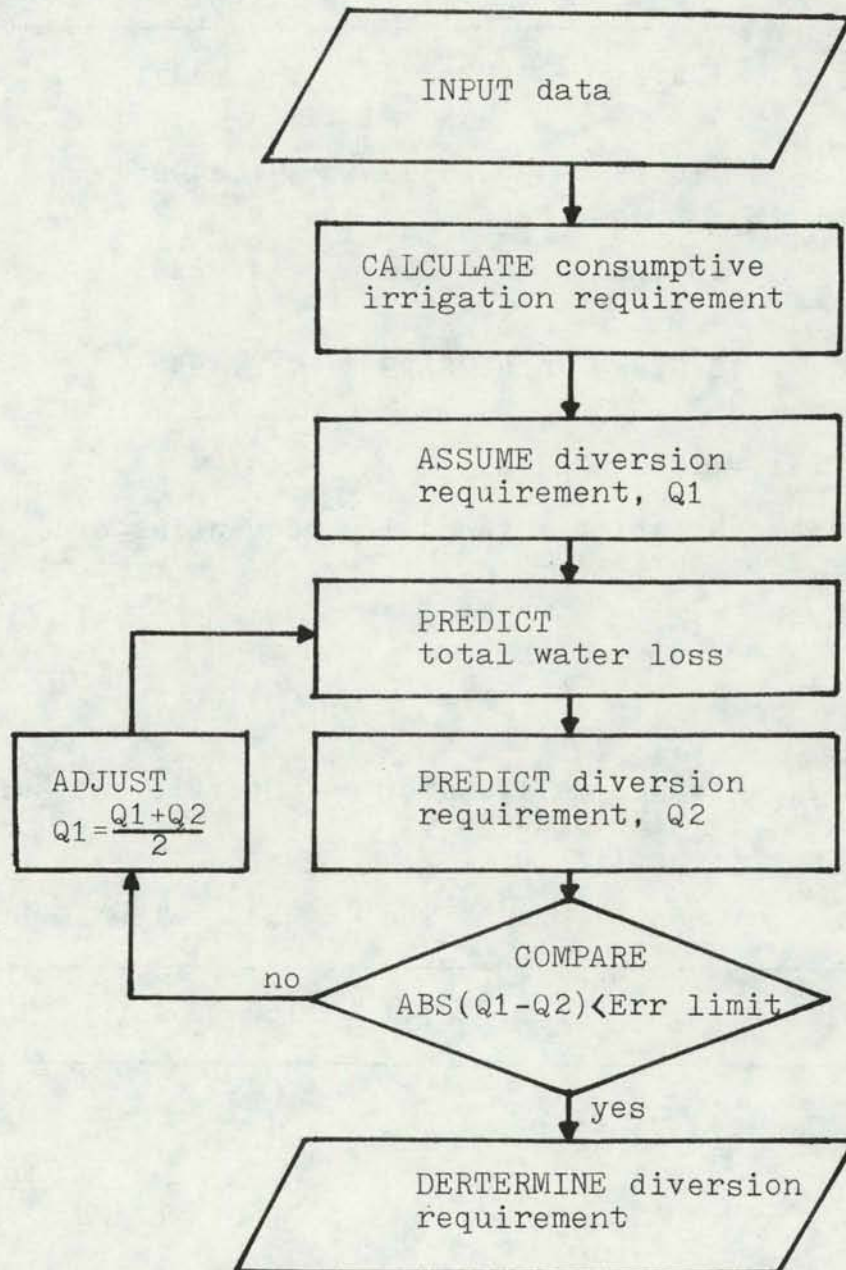 INPUT data
CALCULATE consumptive
irrigation requirement
ASSUME diversion
requirement, Q1
PREDICT
total water loss
ADJUST
Q1=Q1+Q2
2
PREDICT diversion
requirement, Q2
COMPARE
ABS(Q1-Q2)<Err limit
no
yes
DERTERMINE diversion
requirement